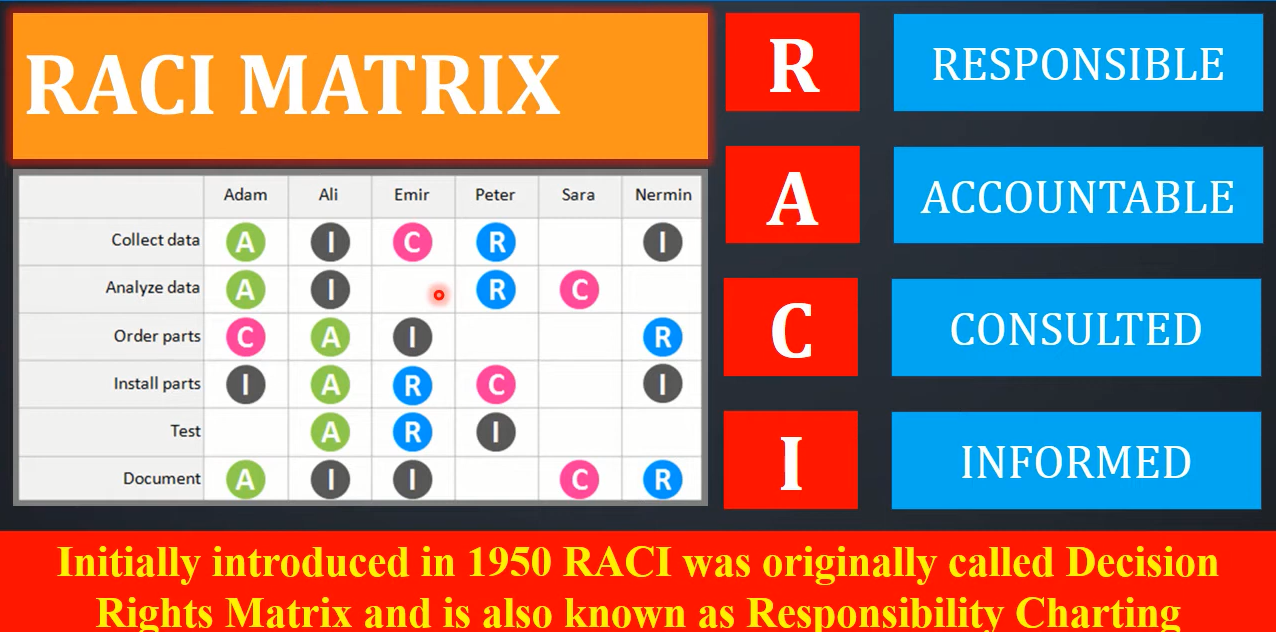 RACI MATRIX
R RESPONSIBLE
A ACCOUNTABLE
C CONSULTED
I INFORMED
Adam Ali Emir Peter Sara Nermin
Collect data A I C R I
Analyze data A I R C
Order parts C A I R
Install parts I A R C I
Test A R I
Document A I I C R
Initially introduced in 1950 RACI was originally called Decision
Rights Matrix and is also known as Responsibility Charting